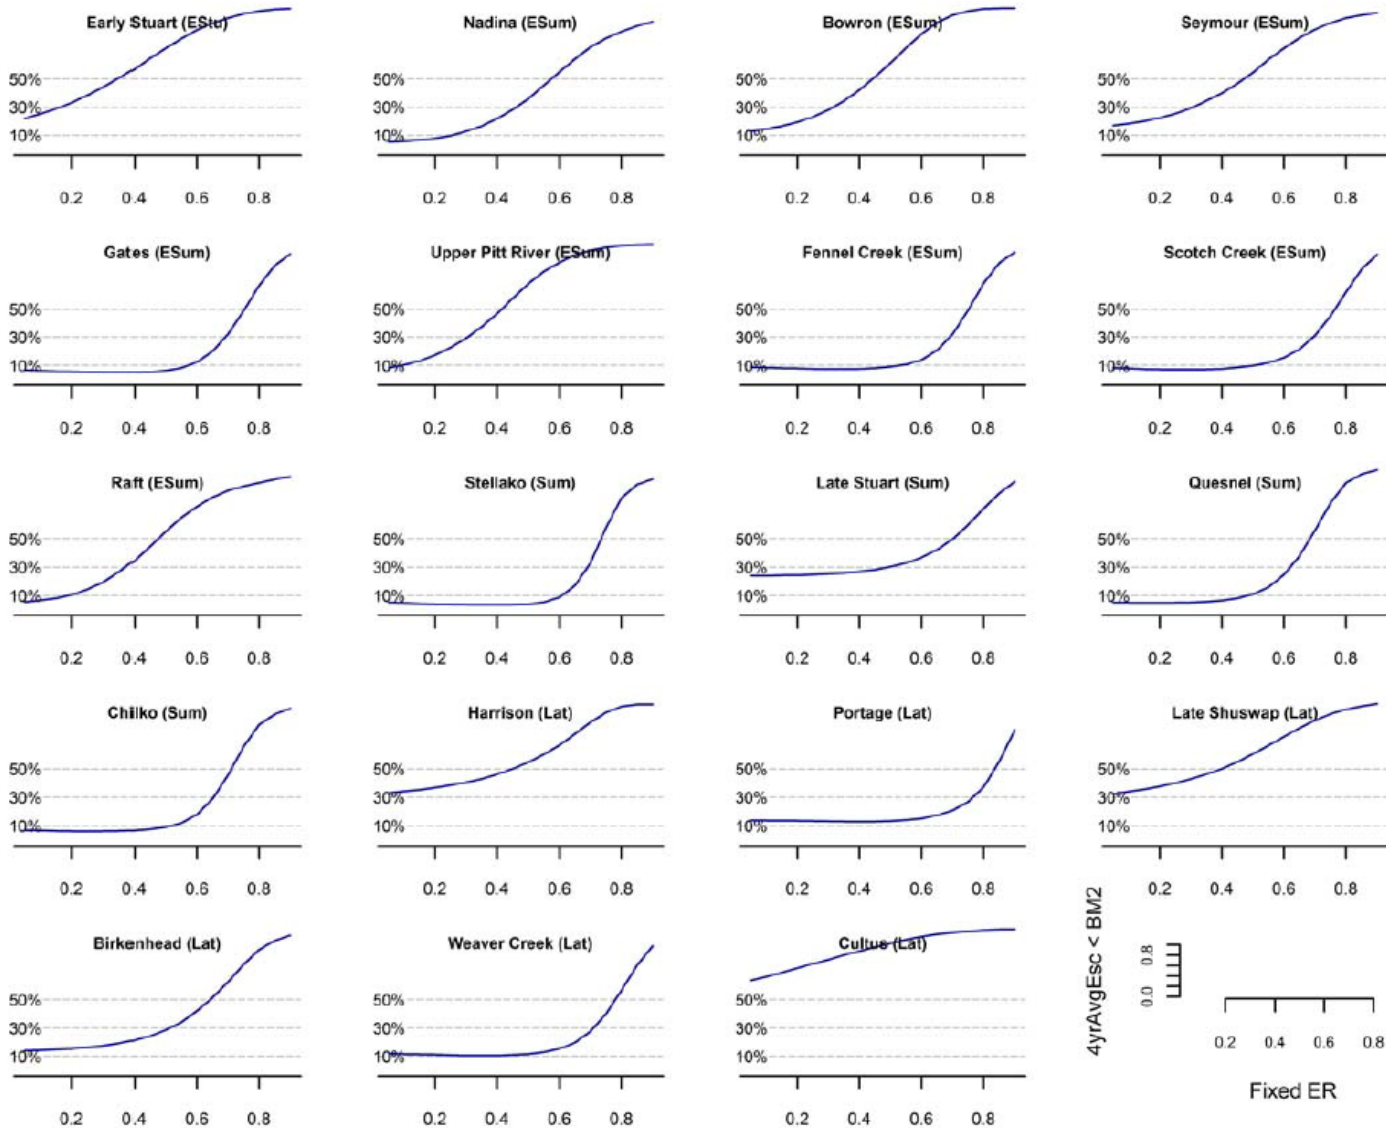 Early Stuart (EStu)
50%
30%
10%
0.2 0.4 0.6 0.8
Nadina (ESum)
50%
30%
10%
0.2 0.4 0.6 0.8
Bowron (ESum)
50%
30%
10%
0.2 0.4 0.6 0.8
Seymour (ESum)
50%
30%
10%
0.2 0.4 0.6 0.8
Gates (ESum)
50%
30%
10%
0.2 0.4 0.6 0.8
Upper Pitt River (ESum)
50%
30%
10%
0.2 0.4 0.6 0.8
Fennel Creek (ESum)
50%
30%
10%
0.2 0.4 0.6 0.8
Scotch Creek (ESum)
50%
30%
10%
0.2 0.4 0.6 0.8
Raft (ESum)
50%
30%
10%
0.2 0.4 0.6 0.8
Stellako (Sum)
50%
30%
10%
0.2 0.4 0.6 0.8
Late Stuart (Sum)
50%
30%
10%
0.2 0.4 0.6 0.8
Quesnel (Sum)
50%
30%
10%
0.2 0.4 0.6 0.8
Chilko (Sum)
50%
30%
10%
0.2 0.4 0.6 0.8
Harrison (Lat)
50%
30%
10%
0.2 0.4 0.6 0.8
Portage (Lat)
50%
30%
10%
0.2 0.4 0.6 0.8
Late Shuswap (Lat)
50%
30%
10%
0.2 0.4 0.6 0.8
Birkenhead (Lat)
50%
30%
10%
0.2 0.4 0.6 0.8
Weaver Creek (Lat)
50%
30%
10%
0.2 0.4 0.6 0.8
Cultus (Lat)
50%
30%
10%
0.2 0.4 0.6 0.8
4yrAvgEsc < BM2
0.0 0.8
0.2 0.4 0.6 0.8
Fixed ER